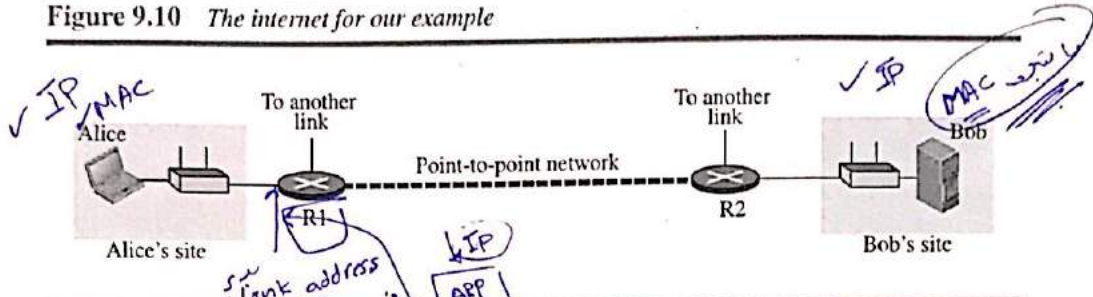 Figure 9.10 The internet for our example
✓ IP
✓ MAC
✓ IP
MAC
Alice
To another
link
Point-to-point network
To another
link
Bob
R1
R2
Alice's site
Bob's site
link address
IP
ARP